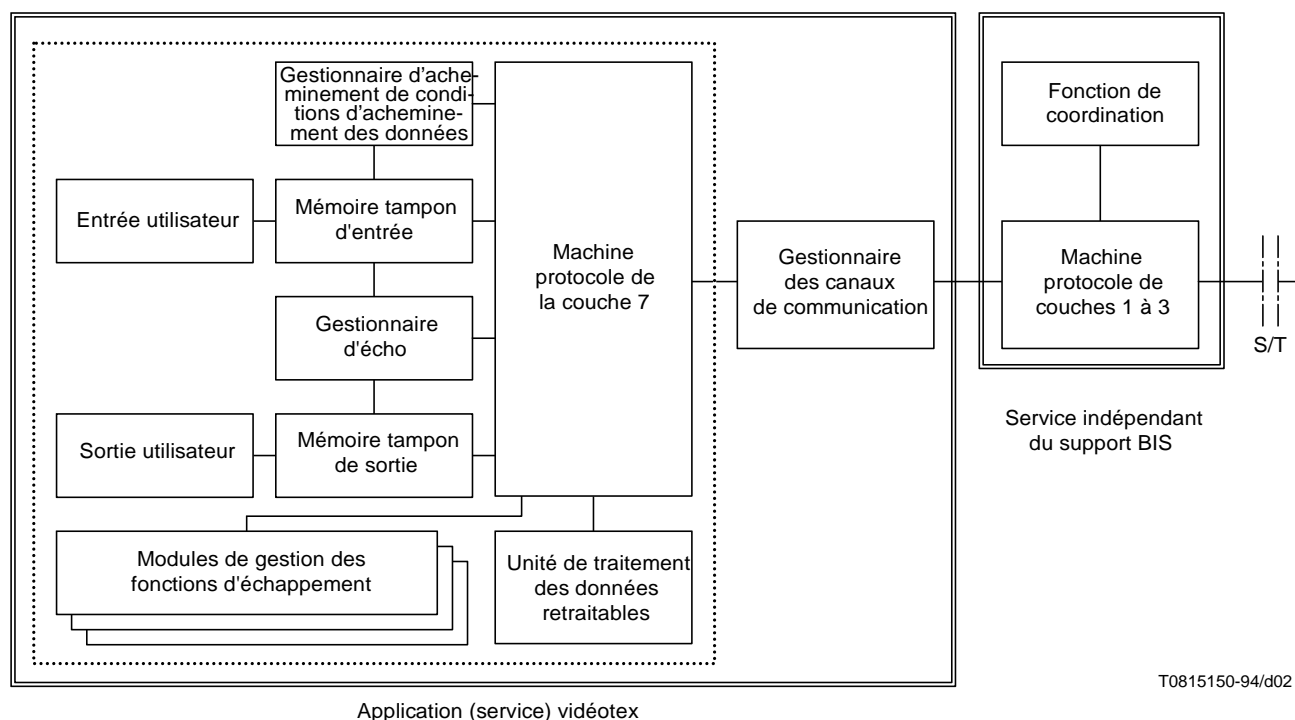 Gestionnaire d'ache-
minement de condi-
tions d'achemine-
ment des données
Entrée utilisateur
Mémoire tampon
d'entrée
Gestionnaire
d'écho
Sortie utilisateur
Mémoire tampon
de sortie
Modules de gestion des
fonctions d'échappement
Machine
protocole de
la couche 7
Unité de traitement
des données
retraitables
Gestionnaire
des canaux
de communication
Fonction de
coordination
Machine
protocole de
couches 1 à 3
S/T
Service indépendant
du support BIS
T0815150-94/d02
Application (service) vidéotex